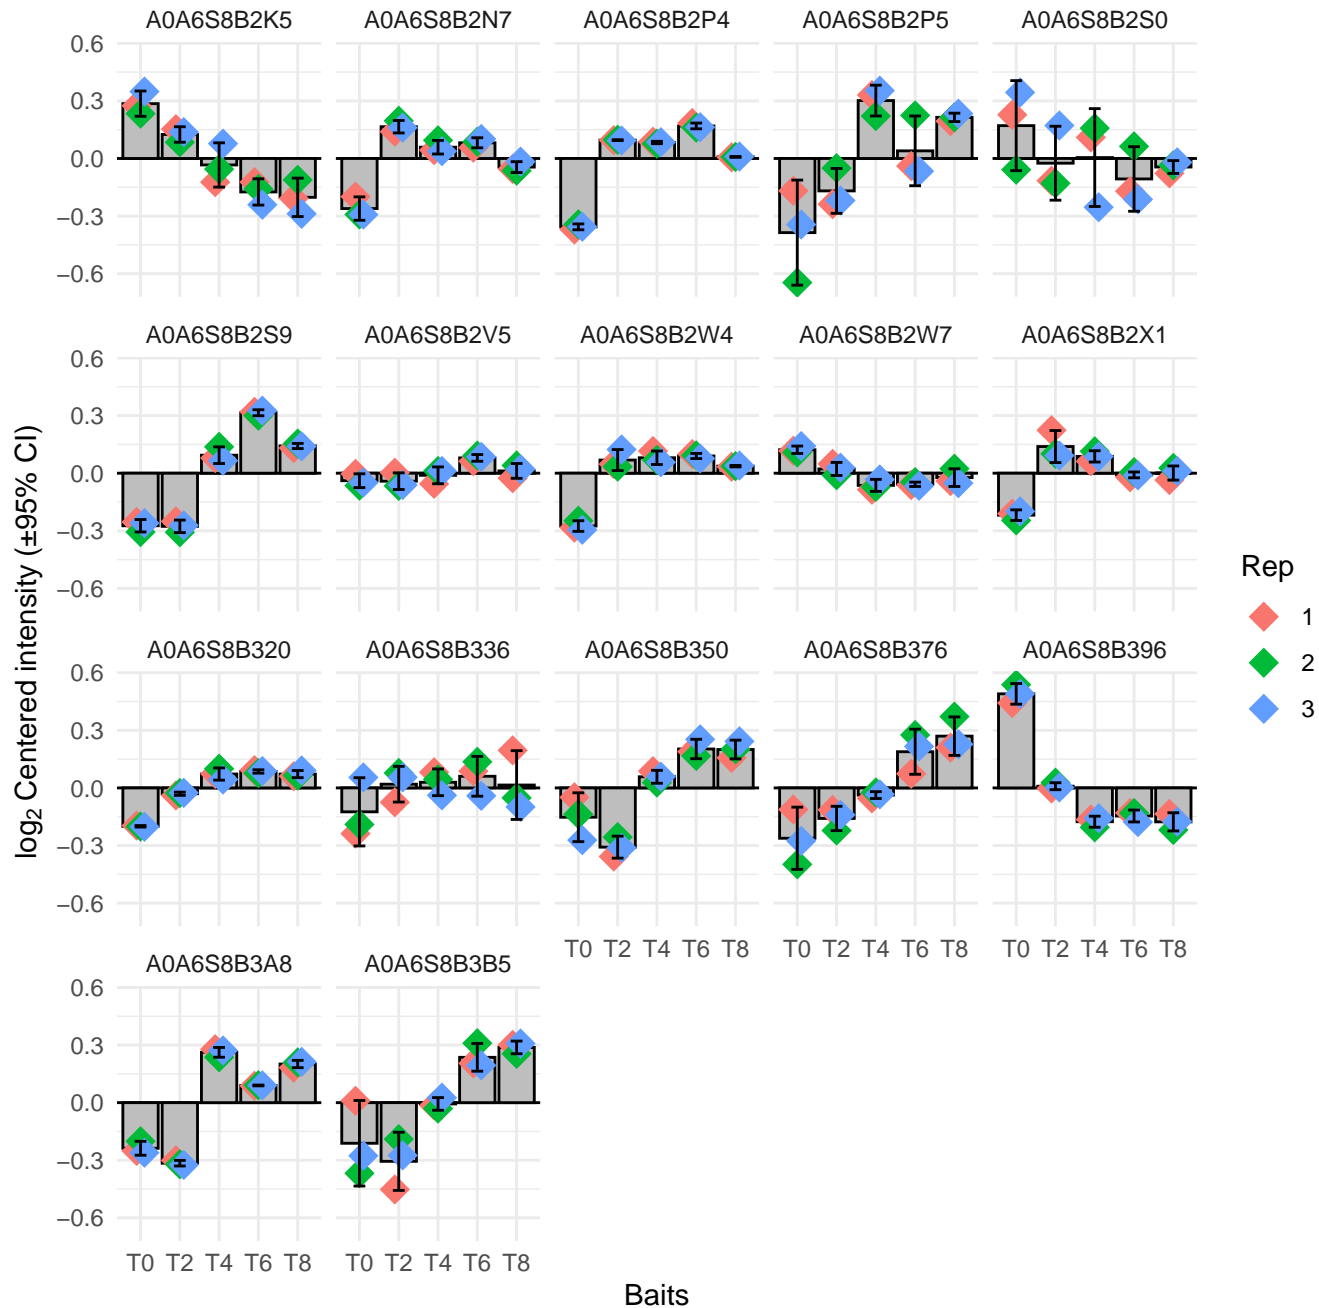 A0A6S8B2K5 A0A6S8B2N7 A0A6S8B2P4 A0A6S8B2P5 A0A6S8B2S0
0.6
0.3
0.0
−0.3
−0.6
A0A6S8B2S9 A0A6S8B2V5 A0A6S8B2W4 A0A6S8B2W7 A0A6S8B2X1
0.6
0.3
0.0
−0.3
−0.6
A0A6S8B320 A0A6S8B336 A0A6S8B350 A0A6S8B376 A0A6S8B396
0.6
0.3
0.0
−0.3
−0.6
T0 T2 T4 T6 T8 T0 T2 T4 T6 T8 T0 T2 T4 T6 T8
A0A6S8B3A8 A0A6S8B3B5
0.6
0.3
0.0
−0.3
−0.6
T0 T2 T4 T6 T8 T0 T2 T4 T6 T8
Baits
log₂ Centered intensity (±95% CI)
Rep
1
2
3